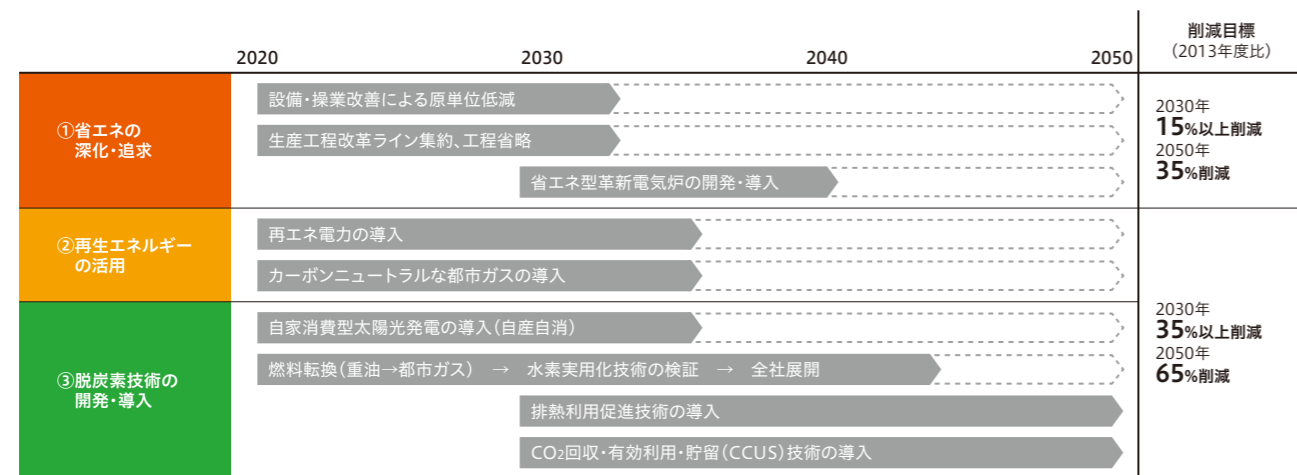 2020
2030
2040
2050
削減目標
（2013年度比）
①省エネの
深化・追求
設備・操業改善による原単位低減
生産工程改革ライン集約、工程省略
省エネ型革新電気炉の開発・導入
2030年
15%以上削減
2050年
35%削減
②再生エネルギー
の活用
再エネ電力の導入
カーボンニュートラルな都市ガスの導入
③脱炭素技術の
開発・導入
自家消費型太陽光発電の導入（自産自消）
燃料転換（重油→都市ガス）　→　水素実用化技術の検証　→　全社展開
排熱利用促進技術の導入
CO2回収・有効利用・貯留（CCUS）技術の導入
2030年
35%以上削減
2050年
65%削減